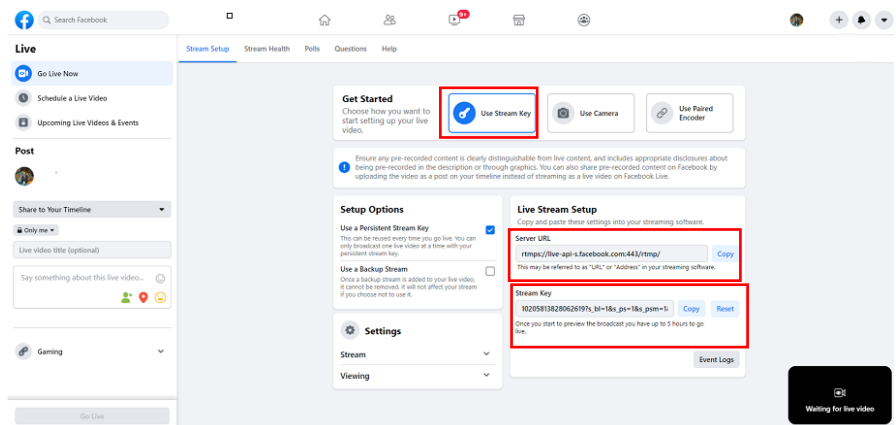 Search Facebook
9+
Live
Go Live Now
Schedule a Live Video
Upcoming Live Videos & Events
Post
Share to Your Timeline
Only me
Live video title (optional)
Say something about this live video...
Gaming
Go Live
Stream Setup Stream Health Polls Questions Help
Get Started
Choose how you want to
start setting up your live
video.
Use Stream Key
Use Camera
Use Paired
Encoder
Ensure any pre-recorded content is clearly distinguishable from live content, and includes appropriate disclosures about
being pre-recorded in the description or through graphics. You can also share pre-recorded content on Facebook by
uploading the video as a post on your timeline instead of streaming as a live video on Facebook Live.
Setup Options
Use a Persistent Stream Key
This can be reused every time you go live. You can
only broadcast one live video at a time with your
persistent stream key.
Use a Backup Stream
Once a backup stream is added to your live video,
it cannot be removed. It will not affect your stream
if you choose not to use it.
Settings
Stream
Viewing
Live Stream Setup
Copy and paste these settings into your streaming software.
Server URL
rtmps://live-api-s.facebook.com:443/rtmp/ Copy
This may be referred to as "URL" or "Address" in your streaming software.
Stream Key
10205813828062619?s_bl=1&s_ps=1&s_psm=1& Copy Reset
Once you start to preview the broadcast you have up to 5 hours to go
live.
Event Logs
Waiting for live video